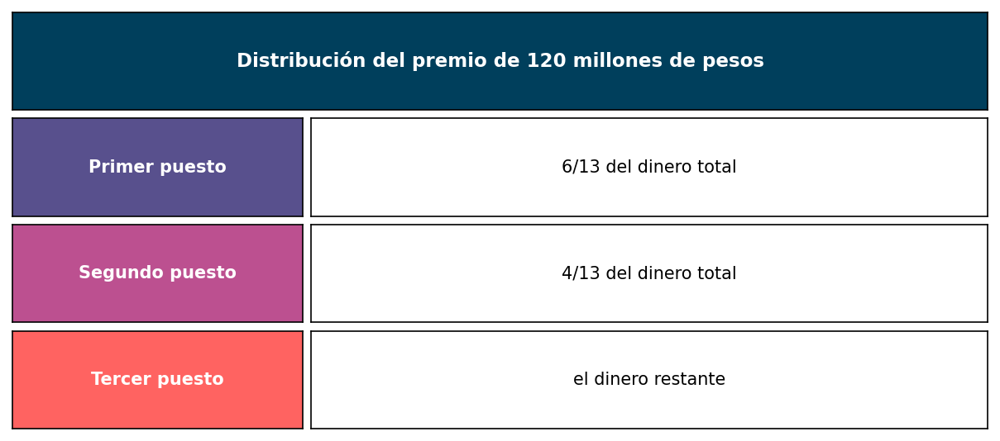 Distribución del premio de 120 millones de pesos
Primer puesto
6/13 del dinero total
Segundo puesto
4/13 del dinero total
Tercer puesto
el dinero restante